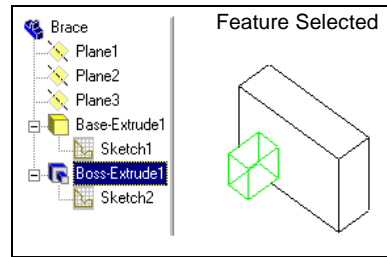 Feature Selected
Brace
Plane1
Plane2
Plane3
Base-Extrude1
Sketch1
Boss-Extrude1
Sketch2